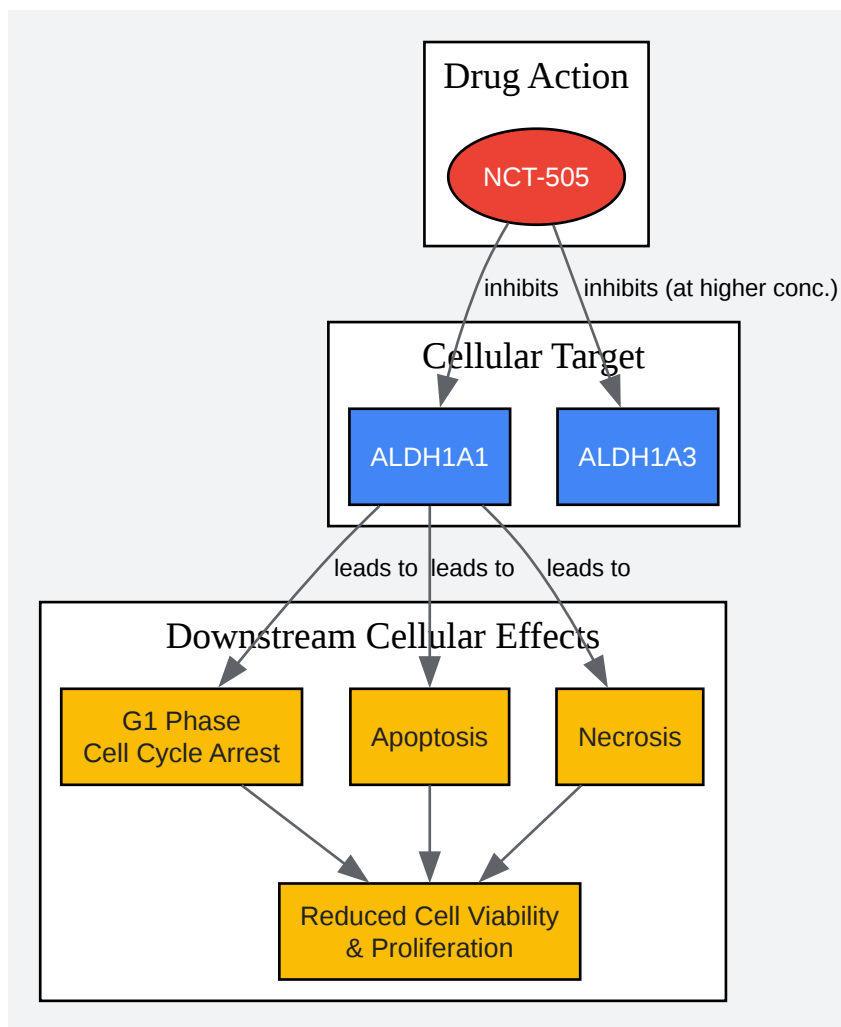 Drug Action
NCT-505
inhibits
inhibits (at higher conc.)
Cellular Target
ALDH1A1
ALDH1A3
leads to
leads to
leads to
Downstream Cellular Effects
G1 Phase
Cell Cycle Arrest
Apoptosis
Necrosis
Reduced Cell Viability
& Proliferation